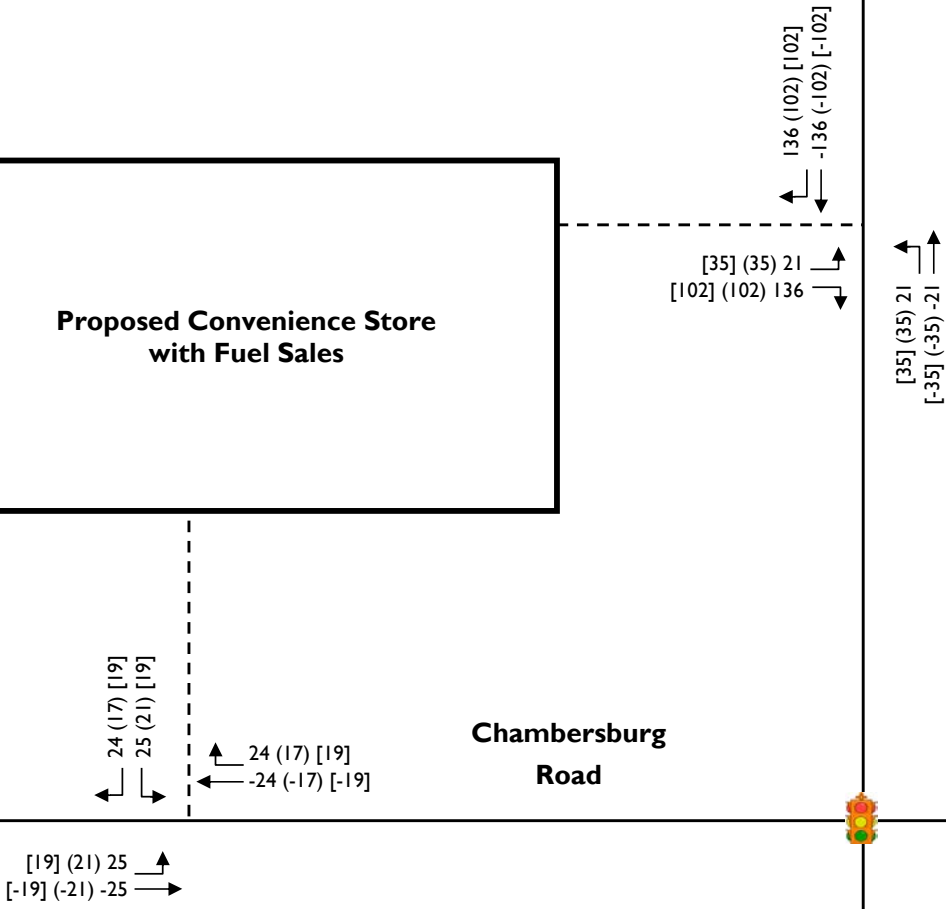 136 (102) [102]
-136 (-102) [-102]
[35] (35) 21
[102] (102) 136
[35] (35) 21
[-35] (-35) -21
Proposed Convenience Store
with Fuel Sales
24 (17) [19]
25 (21) [19]
24 (17) [19]
-24 (-17) [-19]
Chambersburg
Road
[19] (21) 25
[-19] (-21) -25